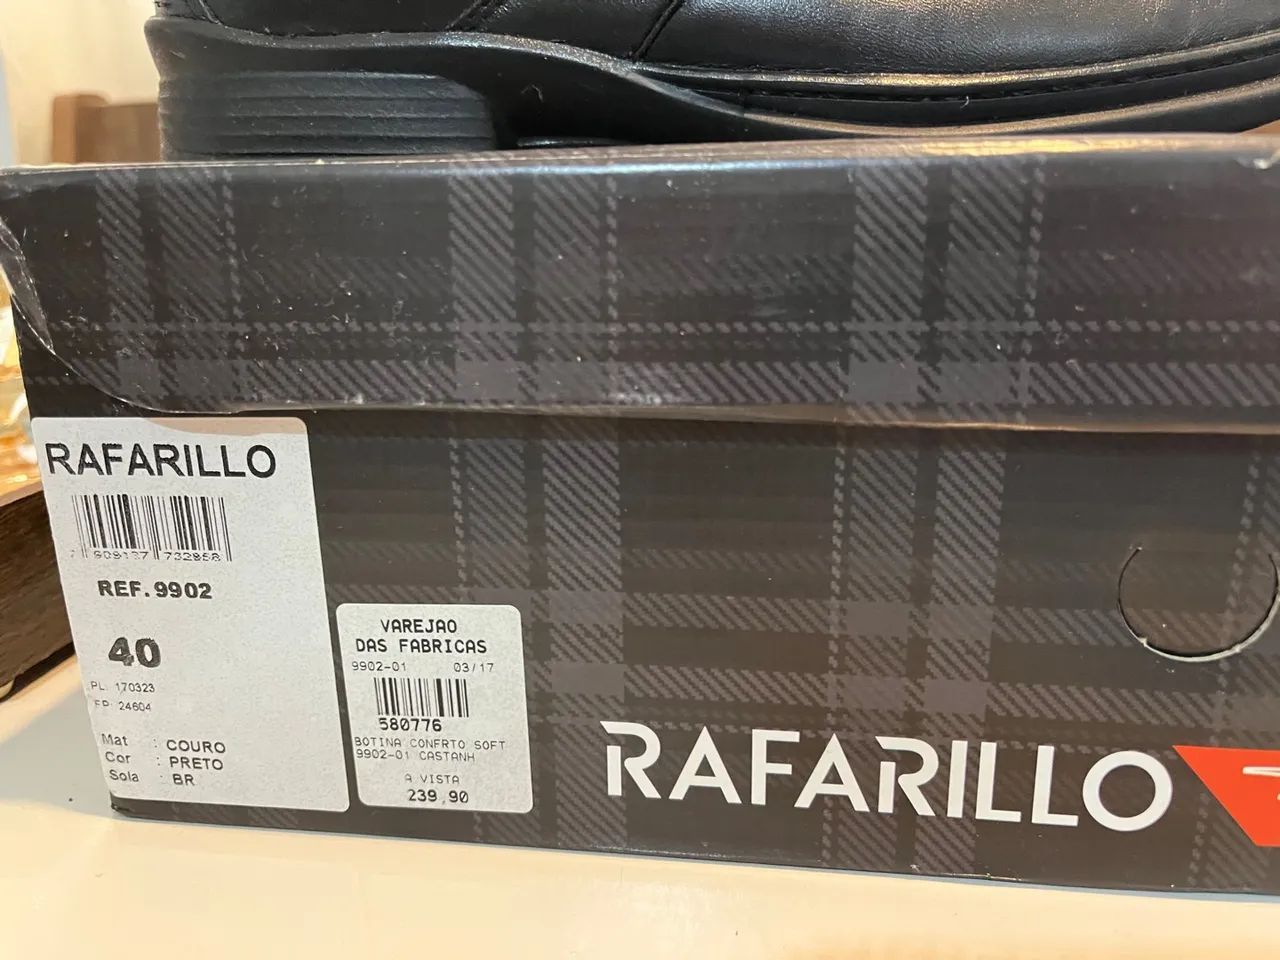 RAFARILLO
7 909137 732858
REF.9902
40
PL: 170323
FP: 24604
Mat : COURO
Cor : PRETO
Sola : BR
VAREJAO
DAS FABRICAS
9902-01 03/17
580776
BOTINA CONFRTO SOFT
9902-01 CASTANH
A VISTA
239,90
RAFARILLO